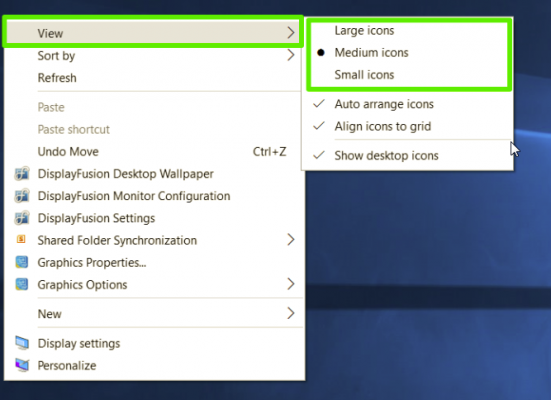 View
Sort by
Refresh
Paste
Paste shortcut
Undo Move Ctrl+Z
DisplayFusion Desktop Wallpaper
DisplayFusion Monitor Configuration
DisplayFusion Settings
Shared Folder Synchronization
Graphics Properties...
Graphics Options
New
Display settings
Personalize
Large icons
Medium icons
Small icons
Auto arrange icons
Align icons to grid
Show desktop icons